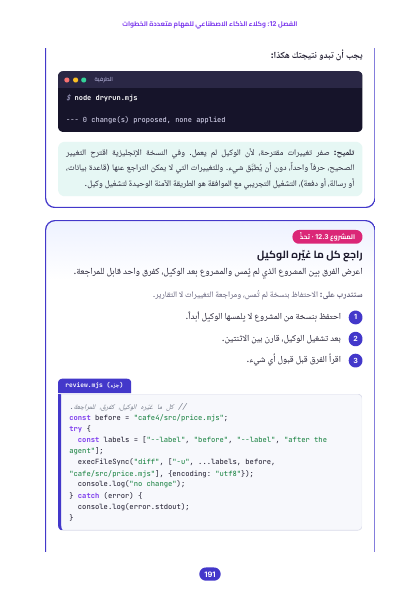 الفصل 12: وكلاء الذكاء الاصطناعي للمهام متعددة الخطوات
يجب أن تبدو نتيجتك هكذا:
الطرفية
$ node dryrun.mjs
--- 0 change(s) proposed, none applied
تلميح: صفر تغييرات مقترحة، لأن الوكيل لم يعمل. وفي النسخة الإنجليزية اقترح التغيير
الصحيح، حرفاً واحداً، دون أن يُطبَّق شيء. وللتغييرات التي لا يمكن التراجع عنها (قاعدة بيانات،
أو رسالة، أو دفعة)، التشغيل التجريبي مع الموافقة هو الطريقة الآمنة الوحيدة لتشغيل وكيل.
المشروع 12.3 · تحدٍّ
راجع كل ما غيّره الوكيل
اعرض الفرق بين المشروع الذي لم يُمس والمشروع بعد الوكيل، كفرق واحد قابل للمراجعة.
ستتدرب على: الاحتفاظ بنسخة لم تُمس، ومراجعة التغييرات لا التقارير.
1 احتفظ بنسخة من المشروع لا يلمسها الوكيل أبداً.
2 بعد تشغيل الوكيل، قارن بين الاثنتين.
3 اقرأ الفرق قبل قبول أي شيء.
review.mjs (جزء)
// كل ما غيّره الوكيل، كفرق، للمراجعة.
const before = "cafe4/src/price.mjs";
try {
const labels = ["--label", "before", "--label", "after the
agent"];
execFileSync("diff", ["-u", ...labels, before,
"cafe/src/price.mjs"], {encoding: "utf8"});
console.log("no change");
} catch (error) {
console.log(error.stdout);
}
191